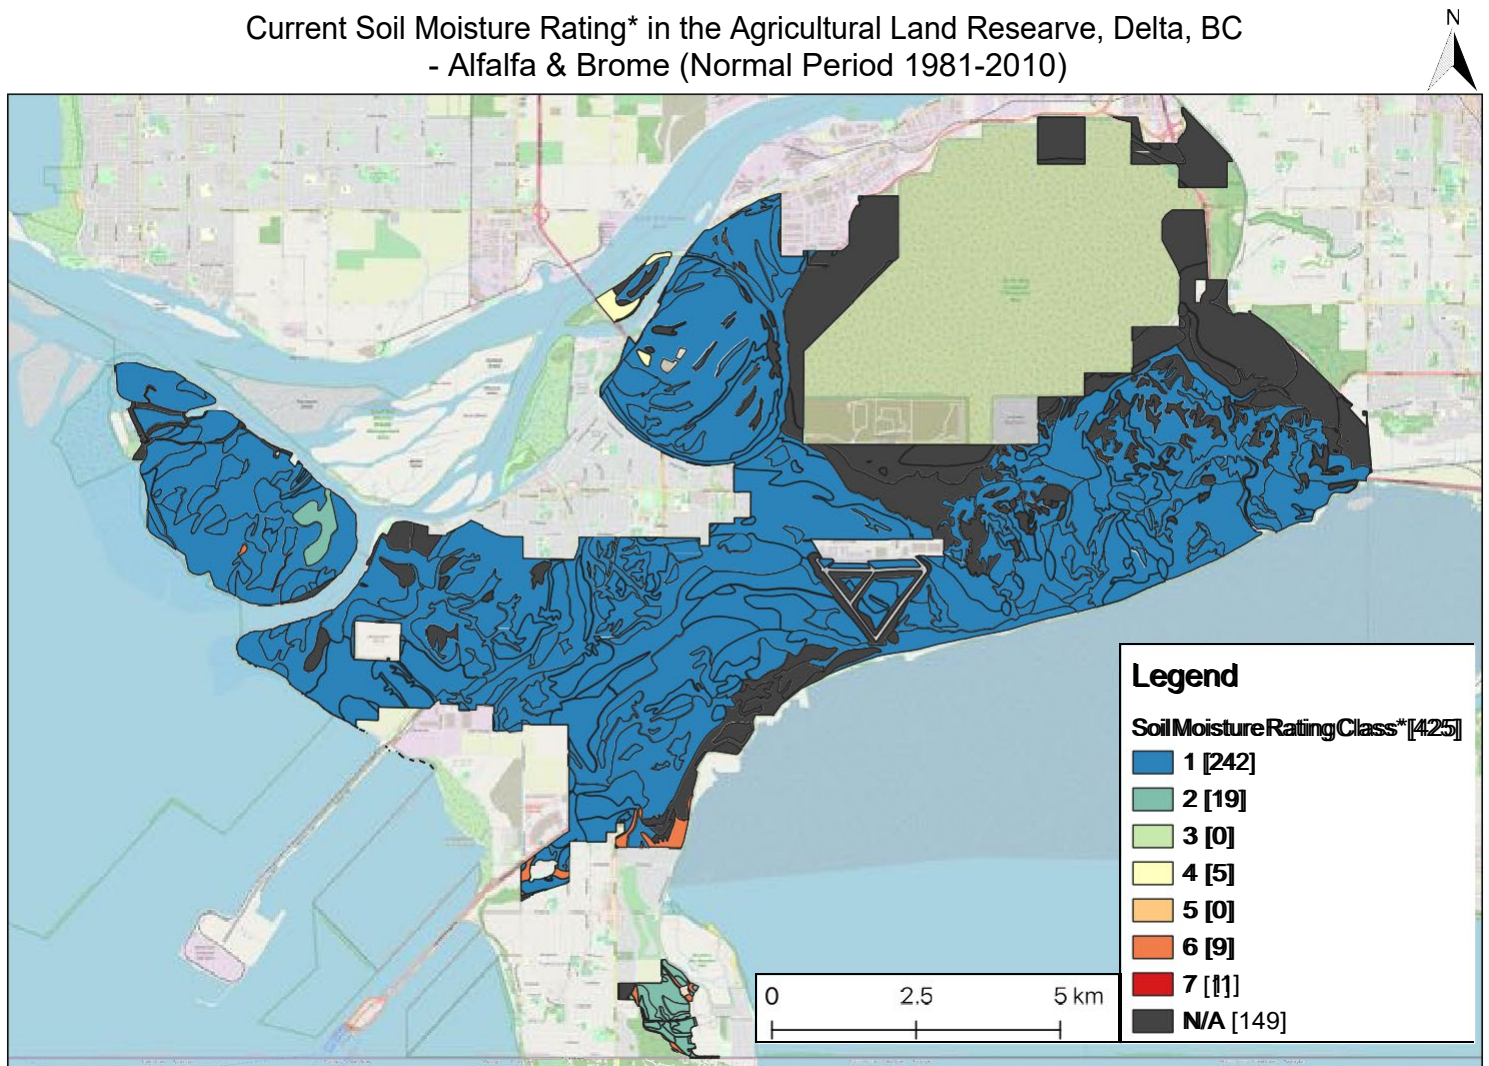 Current Soil Moisture Rating* in the Agricultural Land Researve, Delta, BC
- Alfalfa & Brome (Normal Period 1981-2010)
N
Legend
Soil Moisture Rating Class* [425]
1 [242]
2 [19]
3 [0]
4 [5]
5 [0]
6 [9]
7 [1]
N/A [149]
0 2.5 5 km